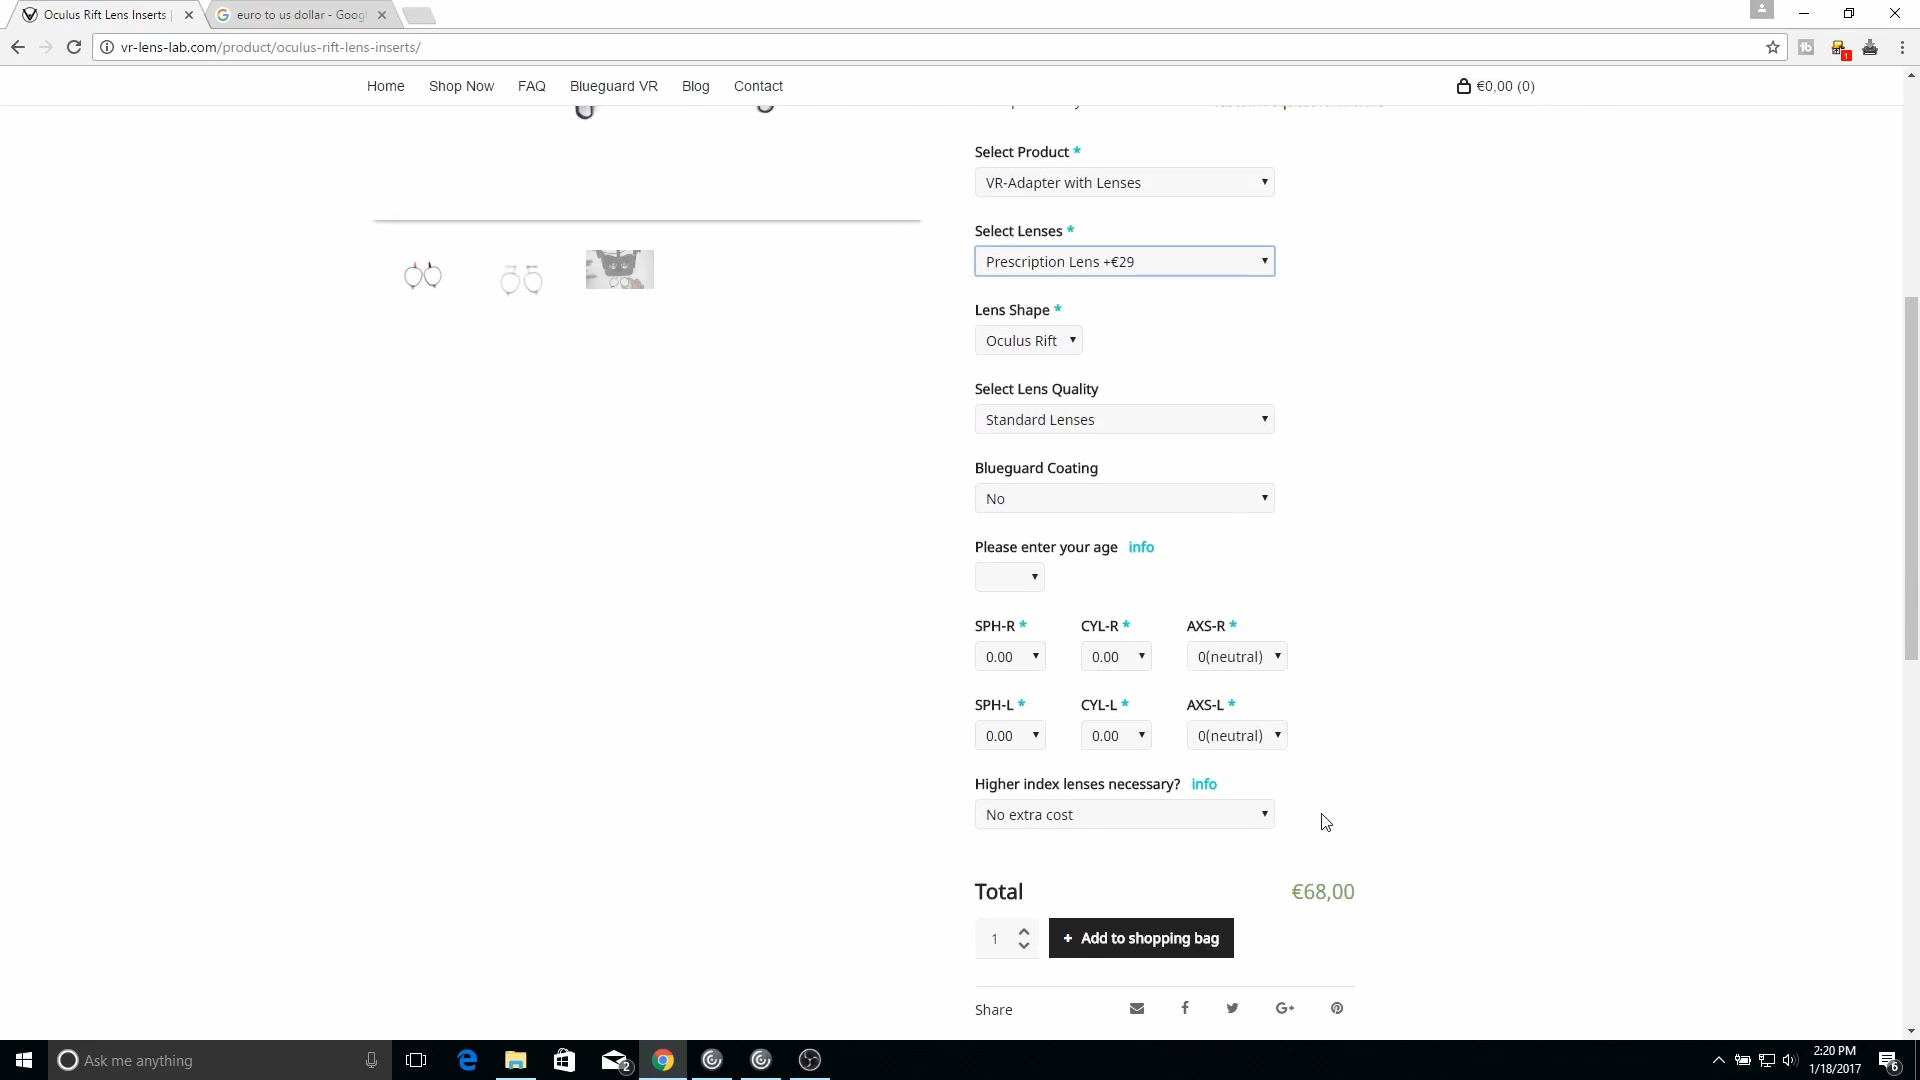 Oculus Rift Lens Inserts |
euro to us dollar - Googl
vr-lens-lab.com/product/oculus-rift-lens-inserts/
1
Home Shop Now FAQ Blueguard VR Blog Contact €0,00 (0)
Select Product *
VR-Adapter with Lenses
Select Lenses *
Prescription Lens +€29
Lens Shape *
Oculus Rift
Select Lens Quality
Standard Lenses
Blueguard Coating
No
Please enter your age info
SPH-R * CYL-R * AXS-R *
0.00 0.00 0(neutral)
SPH-L * CYL-L * AXS-L *
0.00 0.00 0(neutral)
Higher index lenses necessary? info
No extra cost
Total €68,00
1 + Add to shopping bag
Share
Ask me anything
2
2:20 PM
1/18/2017
6